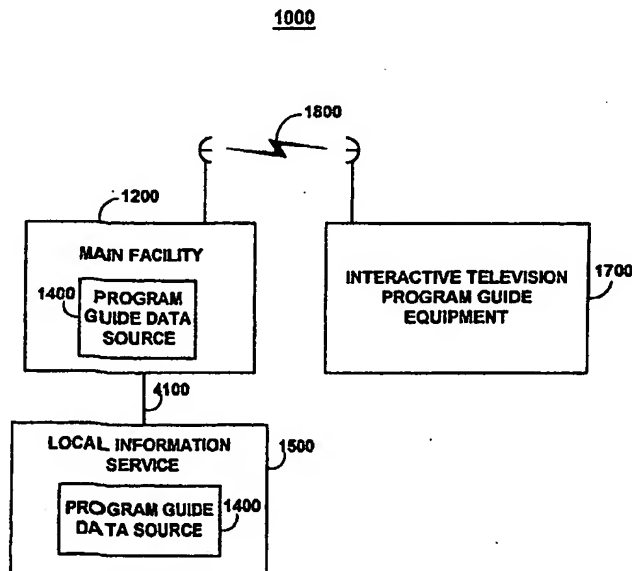 1000
1800
1200
MAIN FACILITY
1400
PROGRAM
GUIDE DATA
SOURCE
INTERACTIVE TELEVISION
PROGRAM GUIDE
EQUIPMENT
1700
4100
LOCAL INFORMATION
SERVICE
1500
PROGRAM GUIDE
DATA SOURCE
1400